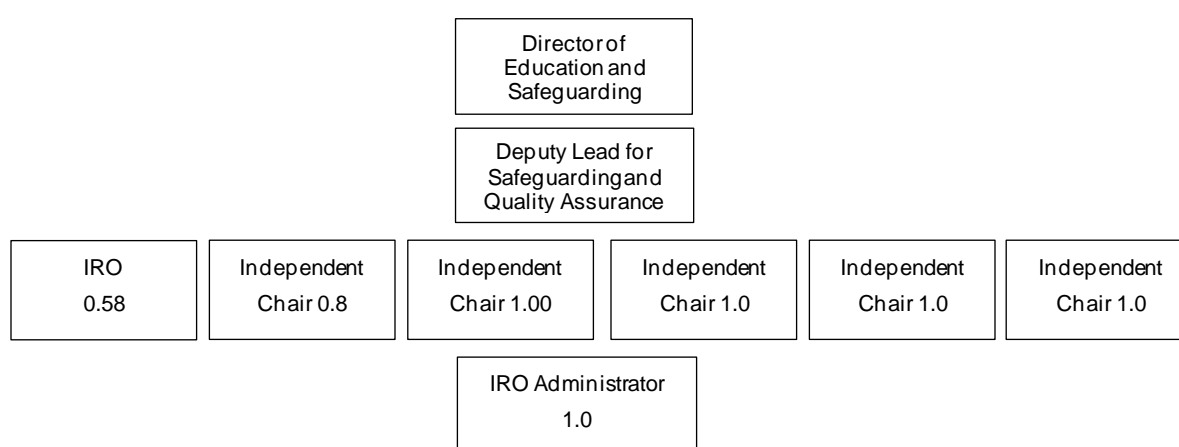 Director of
Education and
Safeguarding
Deputy Lead for
Safeguarding and
Quality Assurance
IRO
0.58
Independent
Chair 0.8
Independent
Chair 1.00
Independent
Chair 1.0
Independent
Chair 1.0
Independent
Chair 1.0
IRO Administrator
1.0